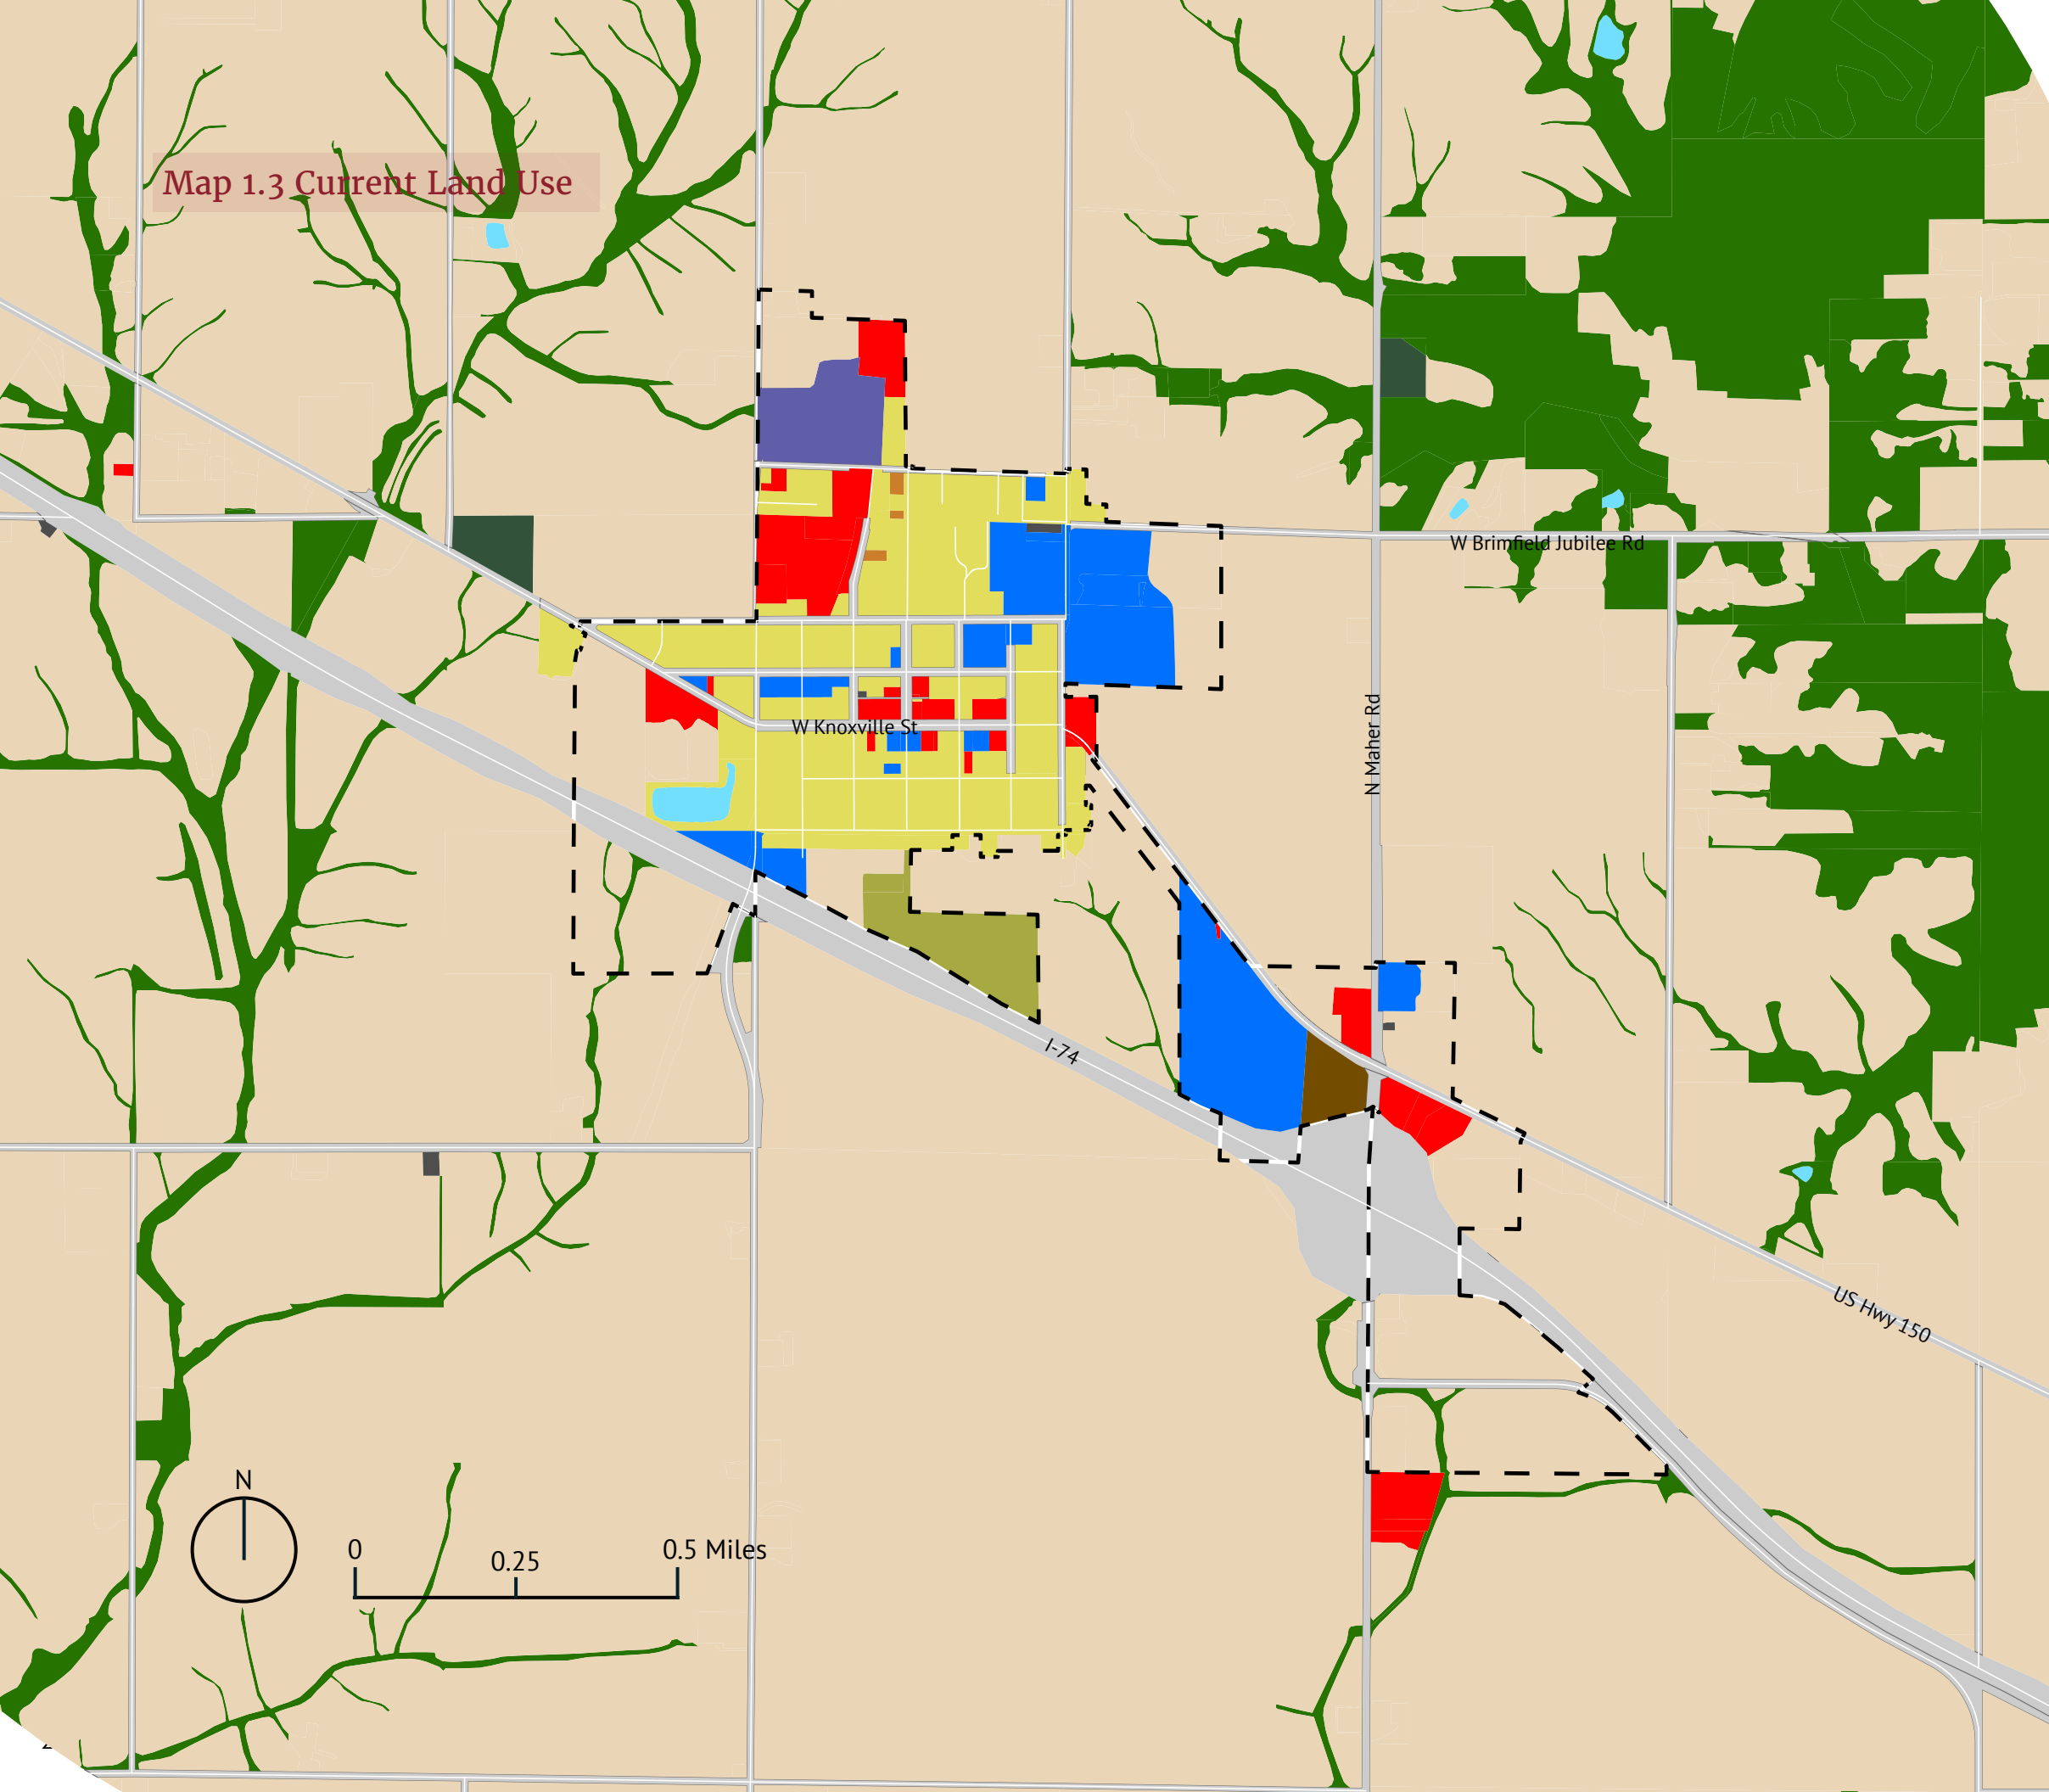 Map 1.3 Current Land Use
W Brimfield Jubilee Rd
N Maher Rd
W Knoxville St
I-74
US Hwy 150
N
0
0.25
0.5 Miles